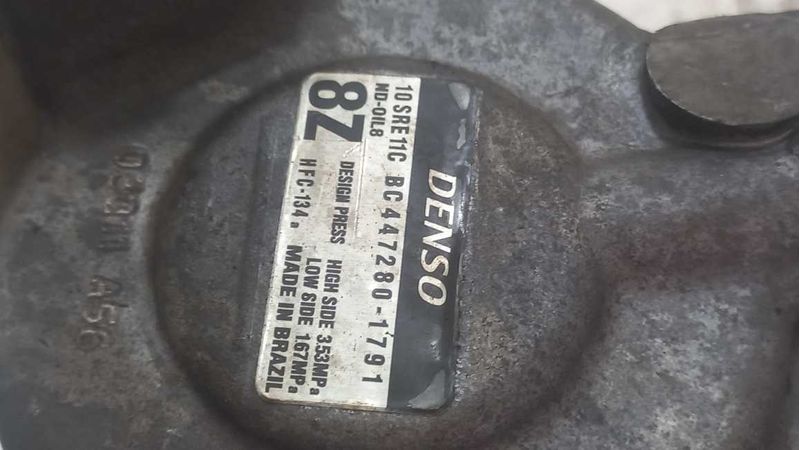 DENSO
10SRE11C BC447280-1791
ND-OIL8
8Z
DESIGN PRESS HIGH SIDE 3.53MPa
LOW SIDE 1.67MPa
HFC-134a MADE IN BRAZIL